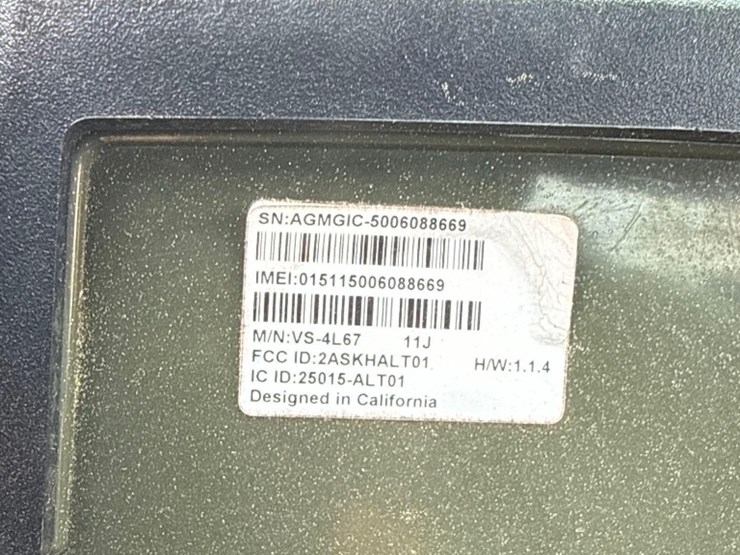 SN:AGMGIC-5006088669
IMEI:015115006088669
M/N:VS-4L67 11J
FCC ID:2ASKHALT01 H/W:1.1.4
IC ID:25015-ALT01
Designed in California